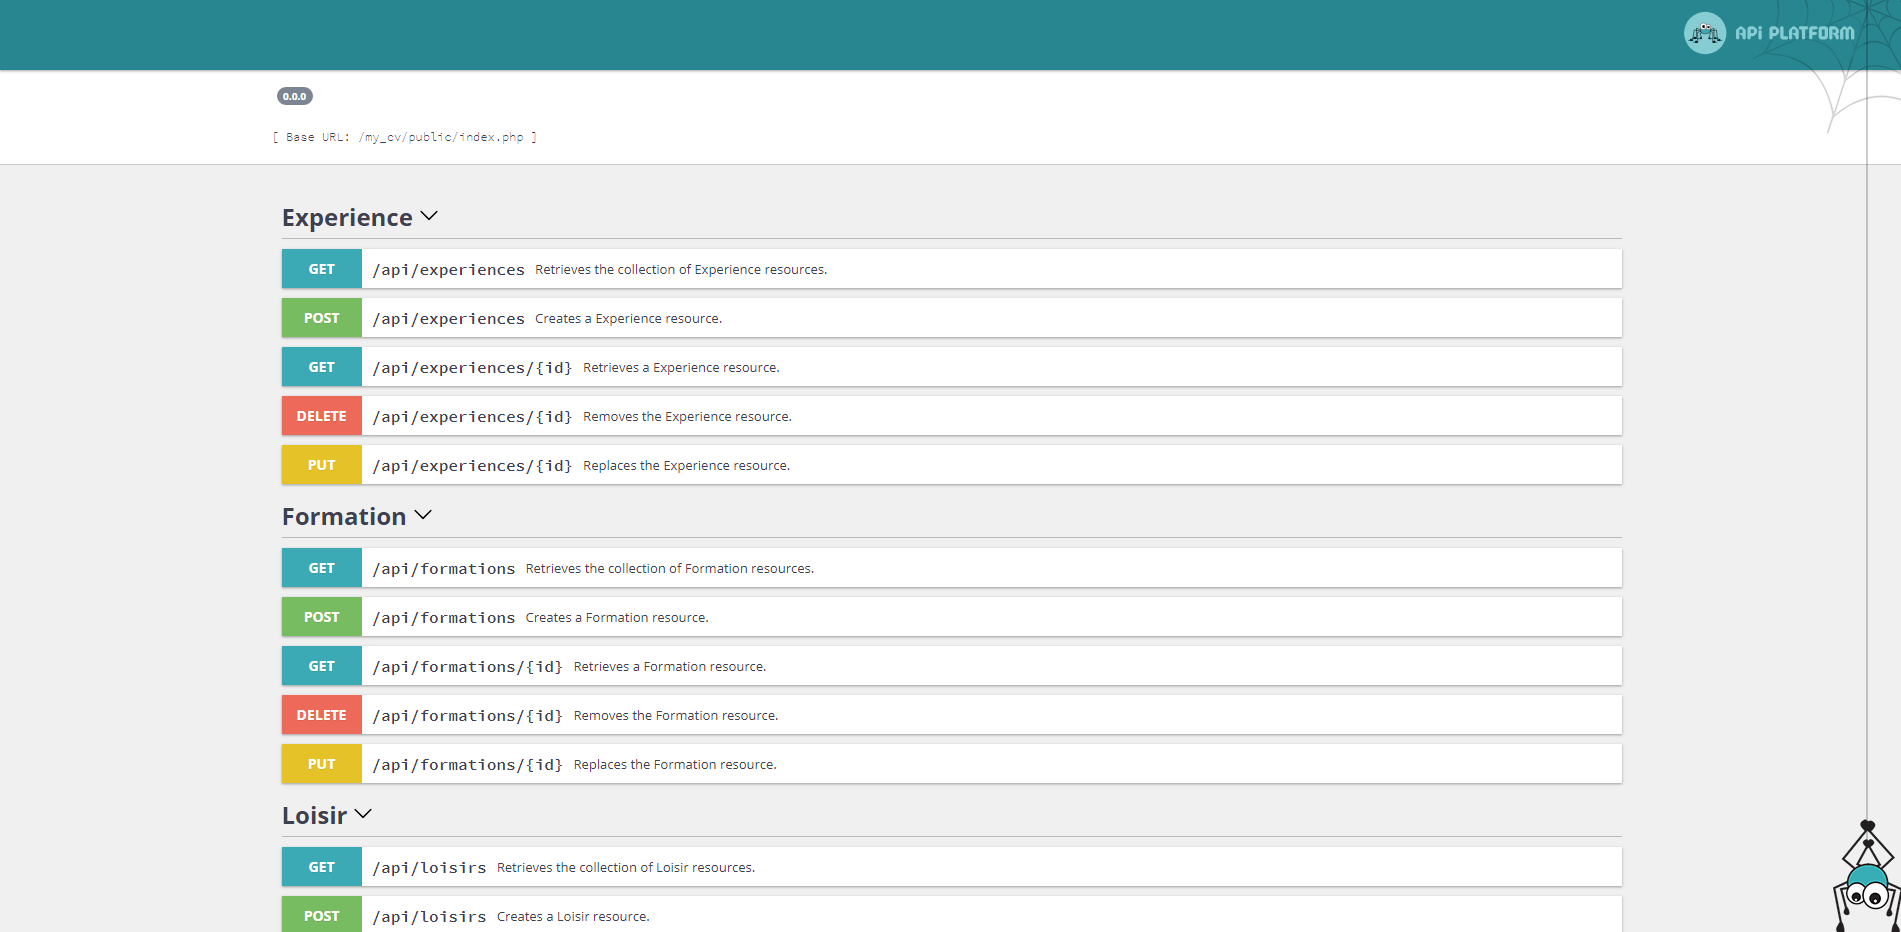 API PLATFORM
0.0.0
[ Base URL: /my_cv/public/index.php ]
Experience
GET /api/experiences Retrieves the collection of Experience resources.
POST /api/experiences Creates a Experience resource.
GET /api/experiences/{id} Retrieves a Experience resource.
DELETE /api/experiences/{id} Removes the Experience resource.
PUT /api/experiences/{id} Replaces the Experience resource.
Formation
GET /api/formations Retrieves the collection of Formation resources.
POST /api/formations Creates a Formation resource.
GET /api/formations/{id} Retrieves a Formation resource.
DELETE /api/formations/{id} Removes the Formation resource.
PUT /api/formations/{id} Replaces the Formation resource.
Loisir
GET /api/loisirs Retrieves the collection of Loisir resources.
POST /api/loisirs Creates a Loisir resource.